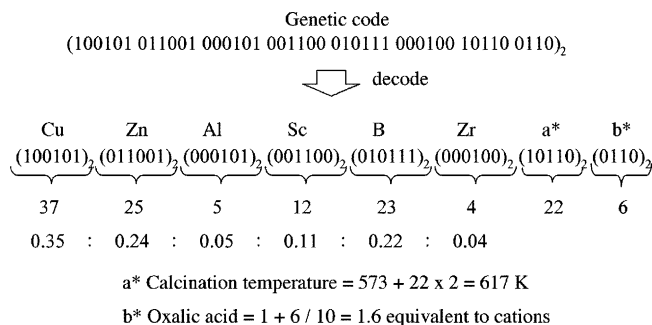 Genetic code
(100101 011001 000101 001100 010111 000100 10110 0110)₂
decode
Cu Zn Al Sc B Zr a* b*
(100101)₂ (011001)₂ (000101)₂ (001100)₂ (010111)₂ (000100)₂ (10110)₂ (0110)₂
37 25 5 12 23 4 22 6
0.35 : 0.24 : 0.05 : 0.11 : 0.22 : 0.04
a* Calcination temperature = 573 + 22 x 2 = 617 K
b* Oxalic acid = 1 + 6 / 10 = 1.6 equivalent to cations